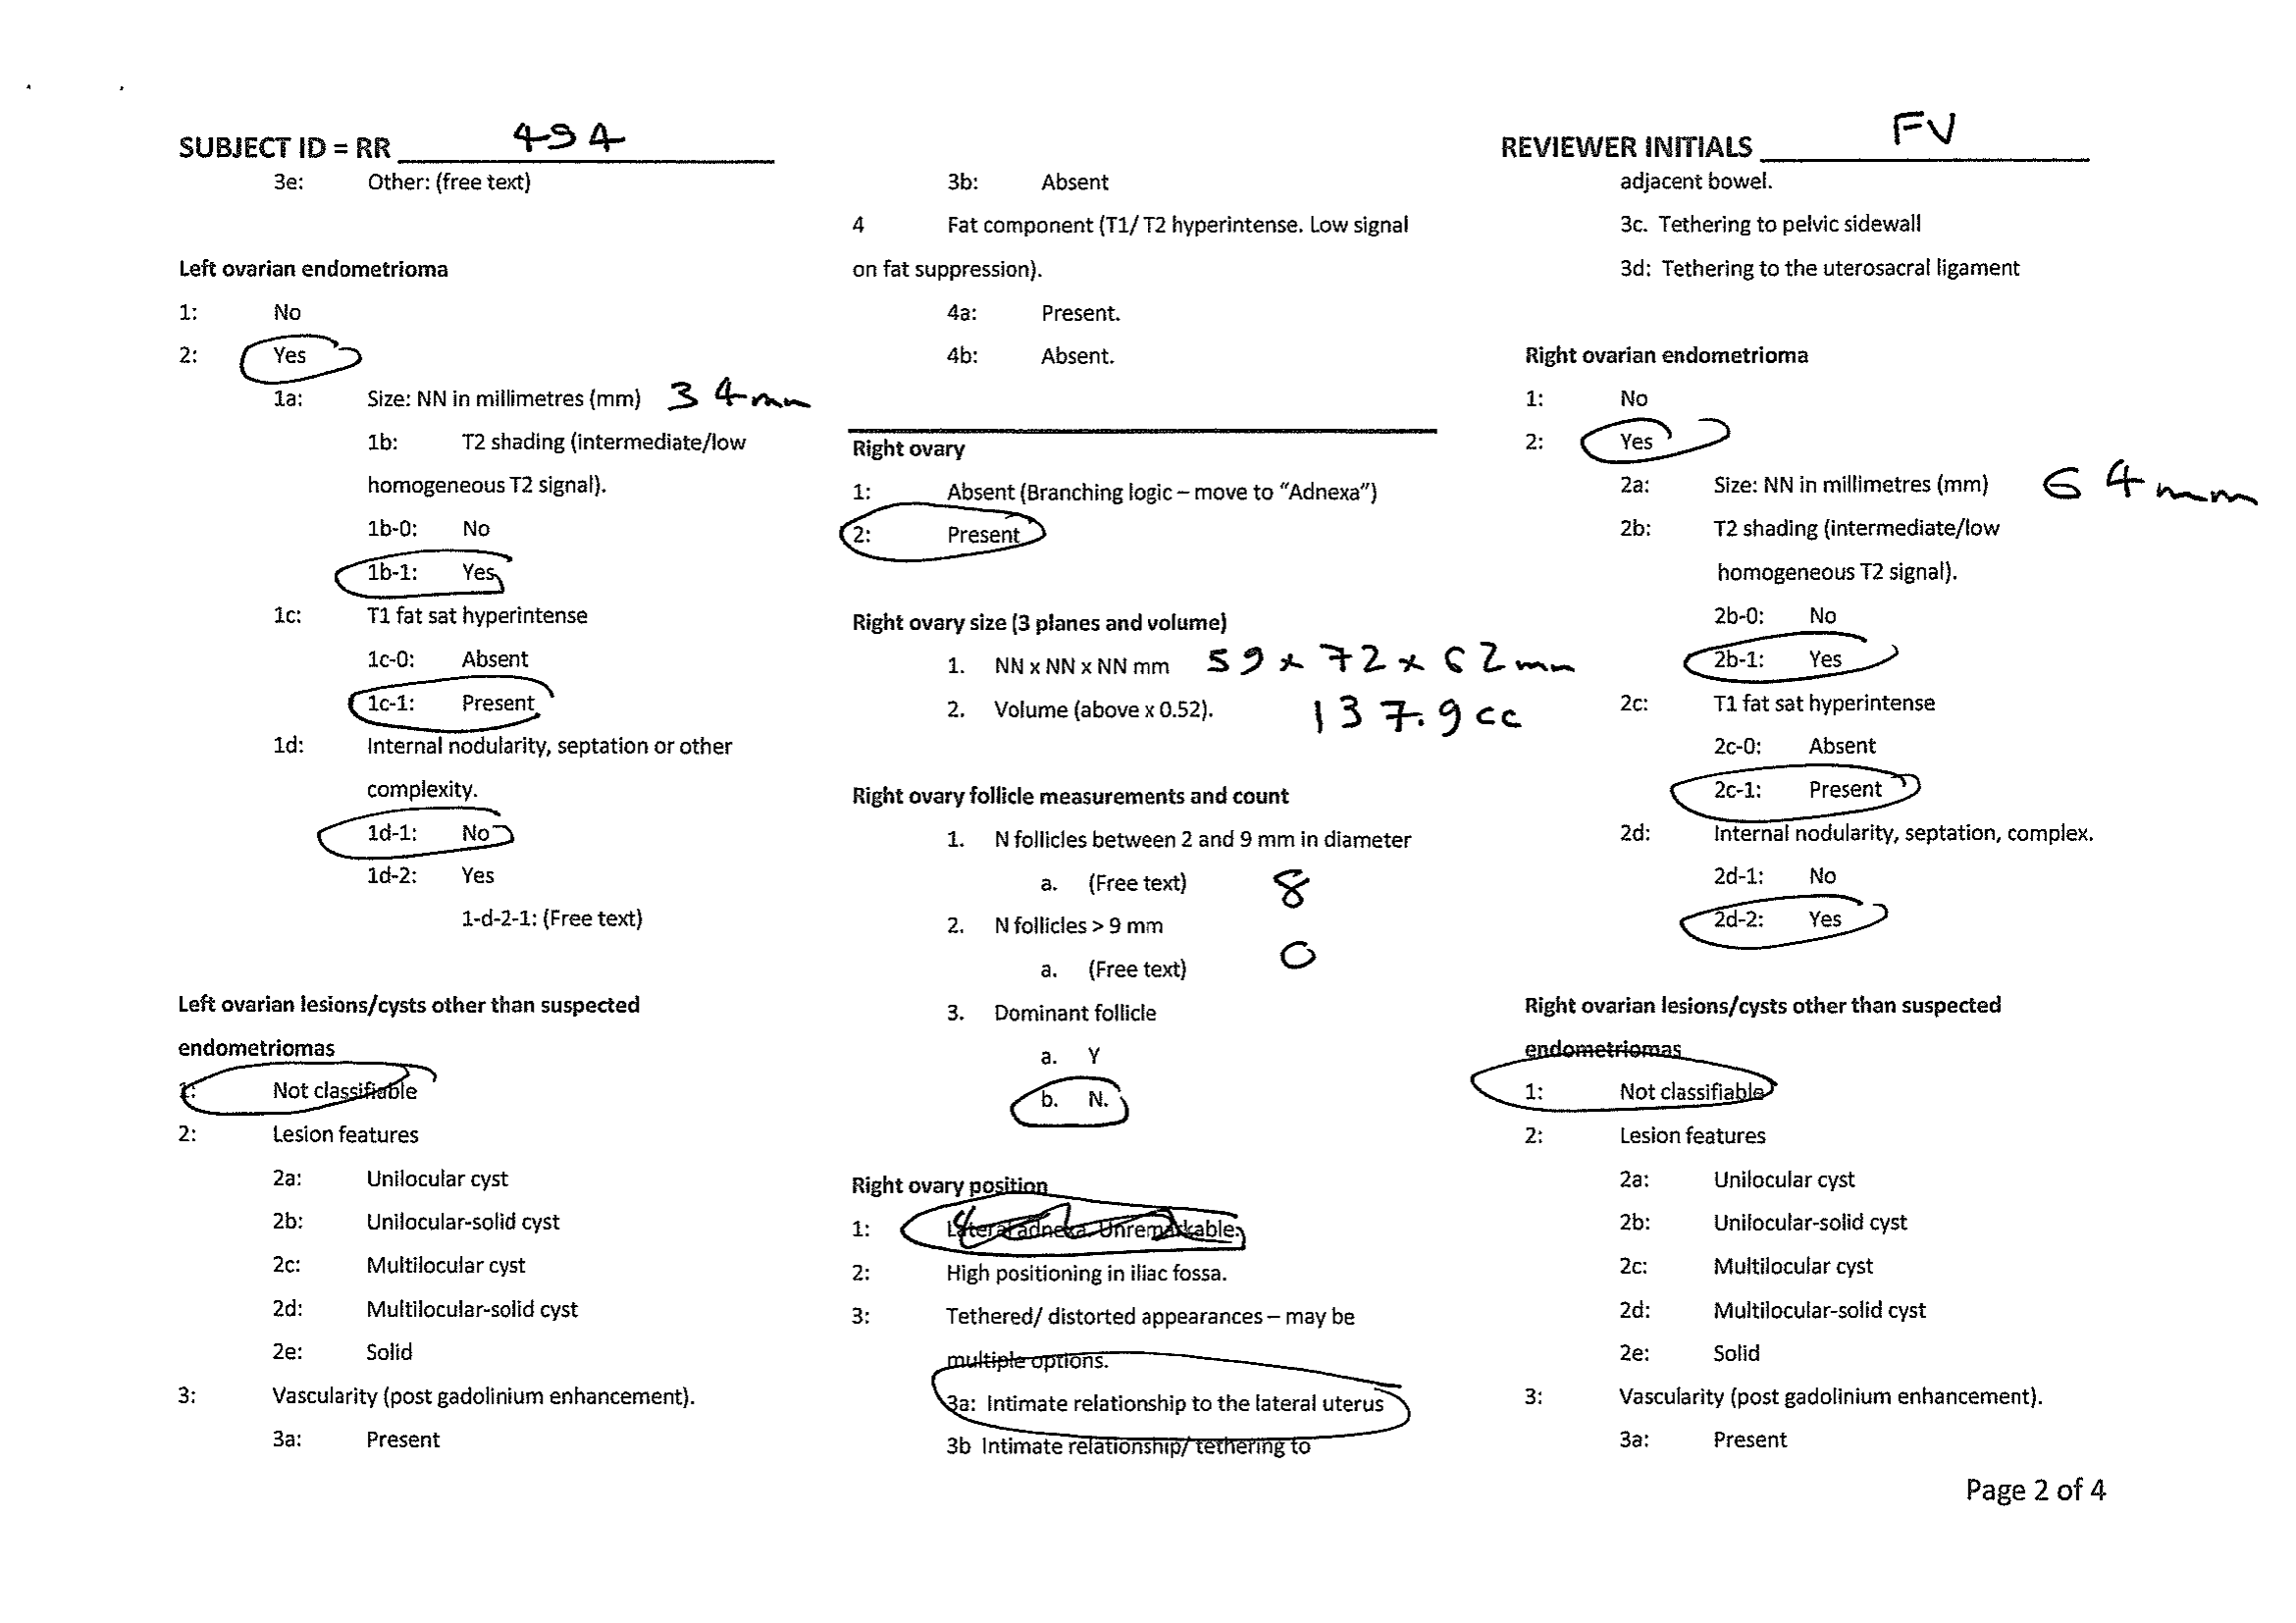 SUBJECT ID = RR 494
REVIEWER INITIALS FV
3e: Other: (free text)
Left ovarian endometrioma
1: No
2: Yes
1a: Size: NN in millimetres (mm) 34mm
1b: T2 shading (intermediate/low
homogeneous T2 signal).
1b-0: No
1b-1: Yes
1c: T1 fat sat hyperintense
1c-0: Absent
1c-1: Present
1d: Internal nodularity, septation or other
complexity.
1d-1: No
1d-2: Yes
1-d-2-1: (Free text)
Left ovarian lesions/cysts other than suspected
endometriomas
1: Not classifiable
2: Lesion features
2a: Unilocular cyst
2b: Unilocular-solid cyst
2c: Multilocular cyst
2d: Multilocular-solid cyst
2e: Solid
3: Vascularity (post gadolinium enhancement).
3a: Present
3b: Absent
4 Fat component (T1/ T2 hyperintense. Low signal
on fat suppression).
4a: Present.
4b: Absent.
Right ovary
1: Absent (Branching logic – move to “Adnexa”)
2: Present
Right ovary size (3 planes and volume)
1. NN x NN x NN mm 59 x 72 x 62mm
2. Volume (above x 0.52). 137.9cc
Right ovary follicle measurements and count
1. N follicles between 2 and 9 mm in diameter
a. (Free text) 8
2. N follicles > 9 mm
a. (Free text) 0
3. Dominant follicle
a. Y
b. N.
Right ovary position
1: Lateral adnexa. Unremarkable.
2: High positioning in iliac fossa.
3: Tethered/ distorted appearances – may be
multiple options.
3a: Intimate relationship to the lateral uterus
3b Intimate relationship/ tethering to
adjacent bowel.
3c. Tethering to pelvic sidewall
3d: Tethering to the uterosacral ligament
Right ovarian endometrioma
1: No
2: Yes
2a: Size: NN in millimetres (mm) 64mm
2b: T2 shading (intermediate/low
homogeneous T2 signal).
2b-0: No
2b-1: Yes
2c: T1 fat sat hyperintense
2c-0: Absent
2c-1: Present
2d: Internal nodularity, septation, complex.
2d-1: No
2d-2: Yes
Right ovarian lesions/cysts other than suspected
endometriomas
1: Not classifiable
2: Lesion features
2a: Unilocular cyst
2b: Unilocular-solid cyst
2c: Multilocular cyst
2d: Multilocular-solid cyst
2e: Solid
3: Vascularity (post gadolinium enhancement).
3a: Present
Page 2 of 4